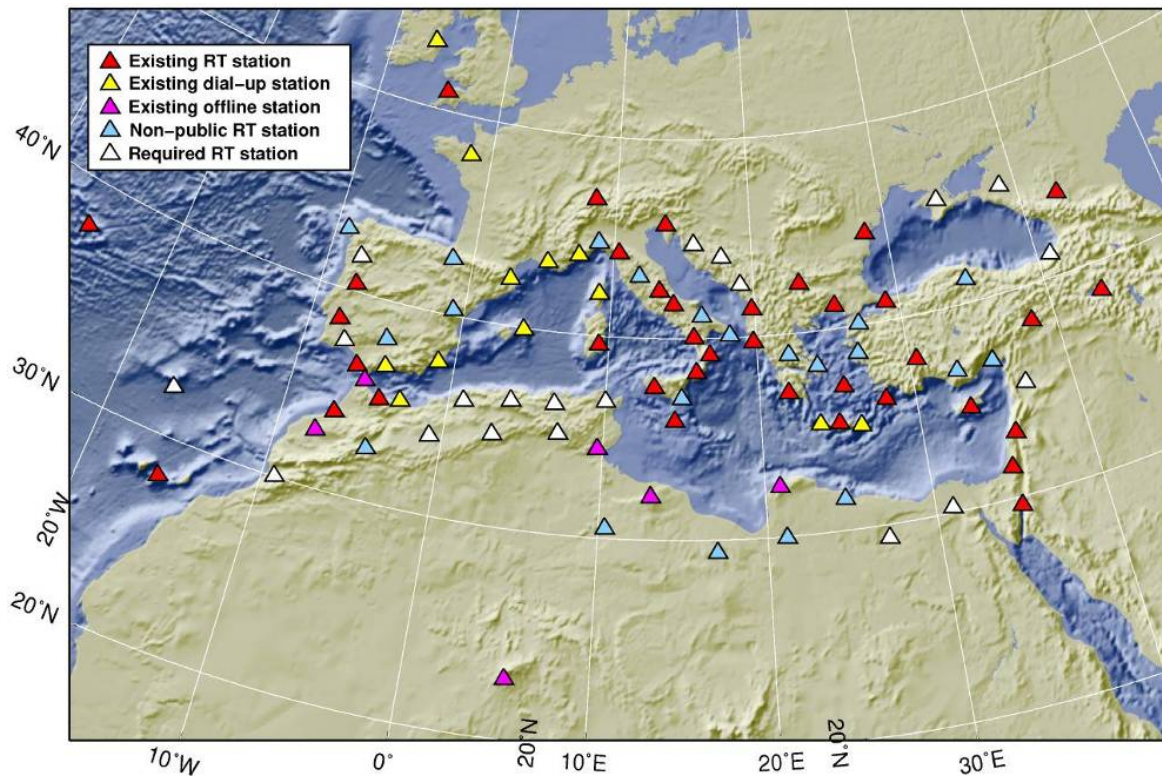 Existing RT station
Existing dial-up station
Existing offline station
Non-public RT station
Required RT station
40˚N
30˚N
20˚W
20˚N
10˚W
0˚
20˚N
10˚E
20˚E
20˚N
30˚E